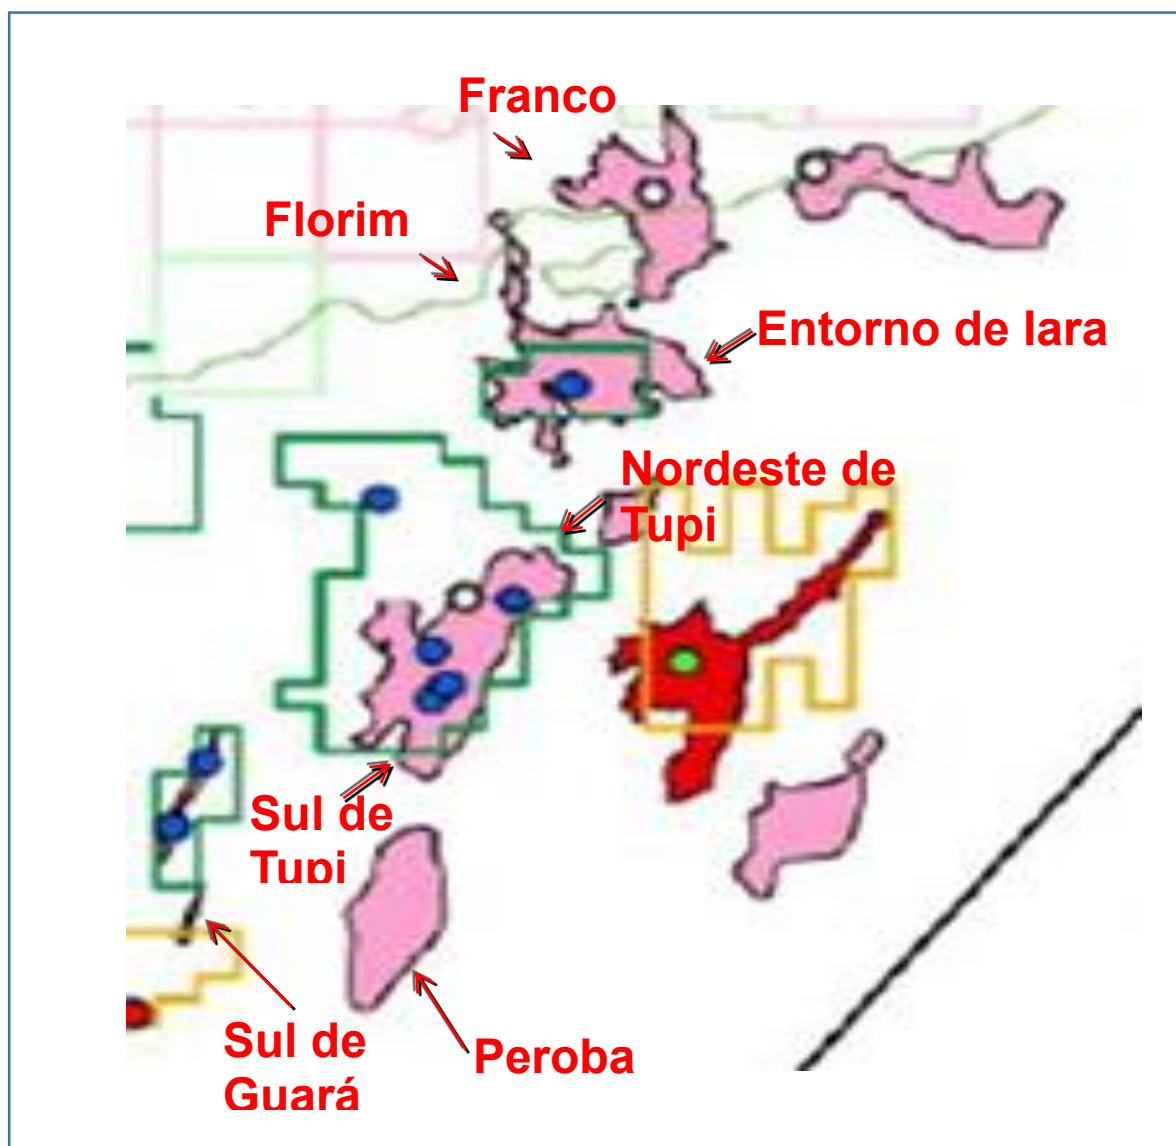 Franco
Florim
Entorno de Iara
Nordeste de
Tupi
Sul de
Tupi
Sul de
Guará
Peroba